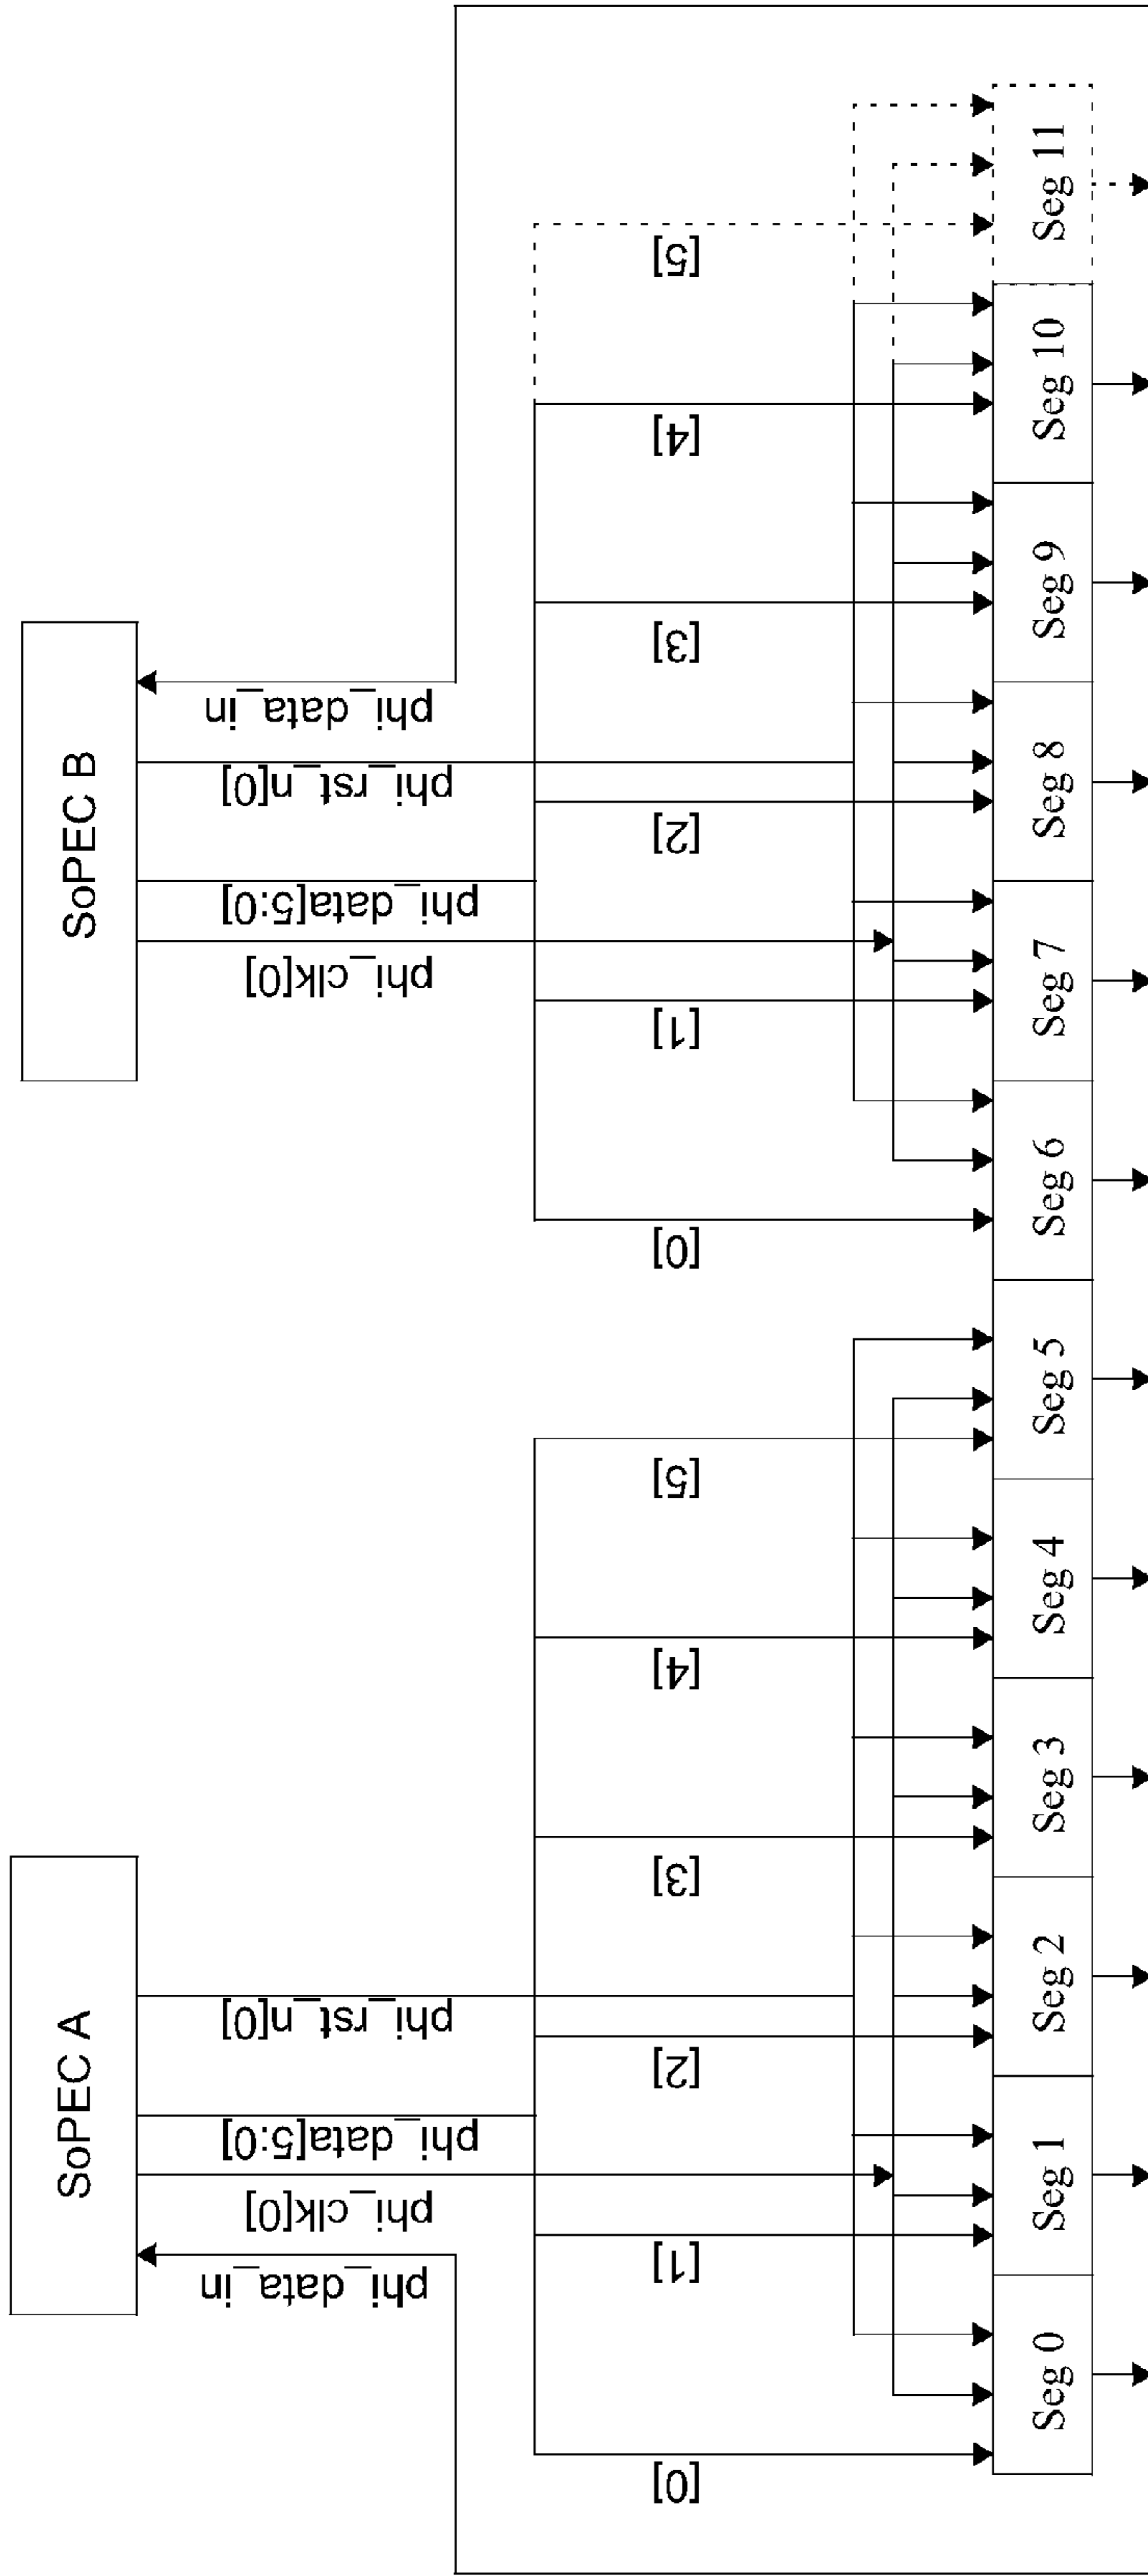 SoPEC A
SoPEC B
phi_data_in
phi_clk[0]
phi_data[5:0]
phi_rst_n[0]
phi_clk[0]
phi_data[5:0]
phi_rst_n[0]
phi_data_in
[0]
[1]
[2]
[3]
[4]
[5]
[0]
[1]
[2]
[3]
[4]
[5]
Seg 0
Seg 1
Seg 2
Seg 3
Seg 4
Seg 5
Seg 6
Seg 7
Seg 8
Seg 9
Seg 10
Seg 11